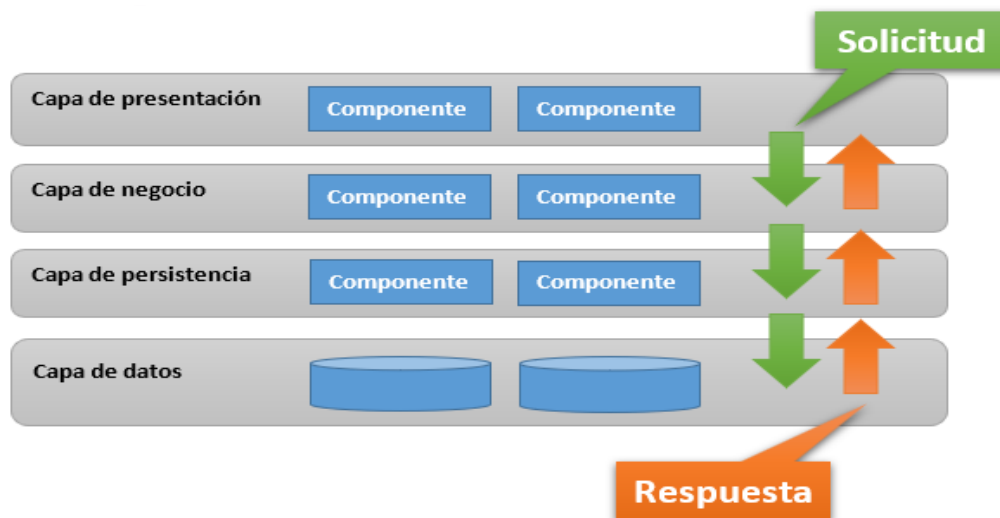 Solicitud
Capa de presentación
Componente
Componente
Capa de negocio
Componente
Componente
Capa de persistencia
Componente
Componente
Capa de datos
Respuesta